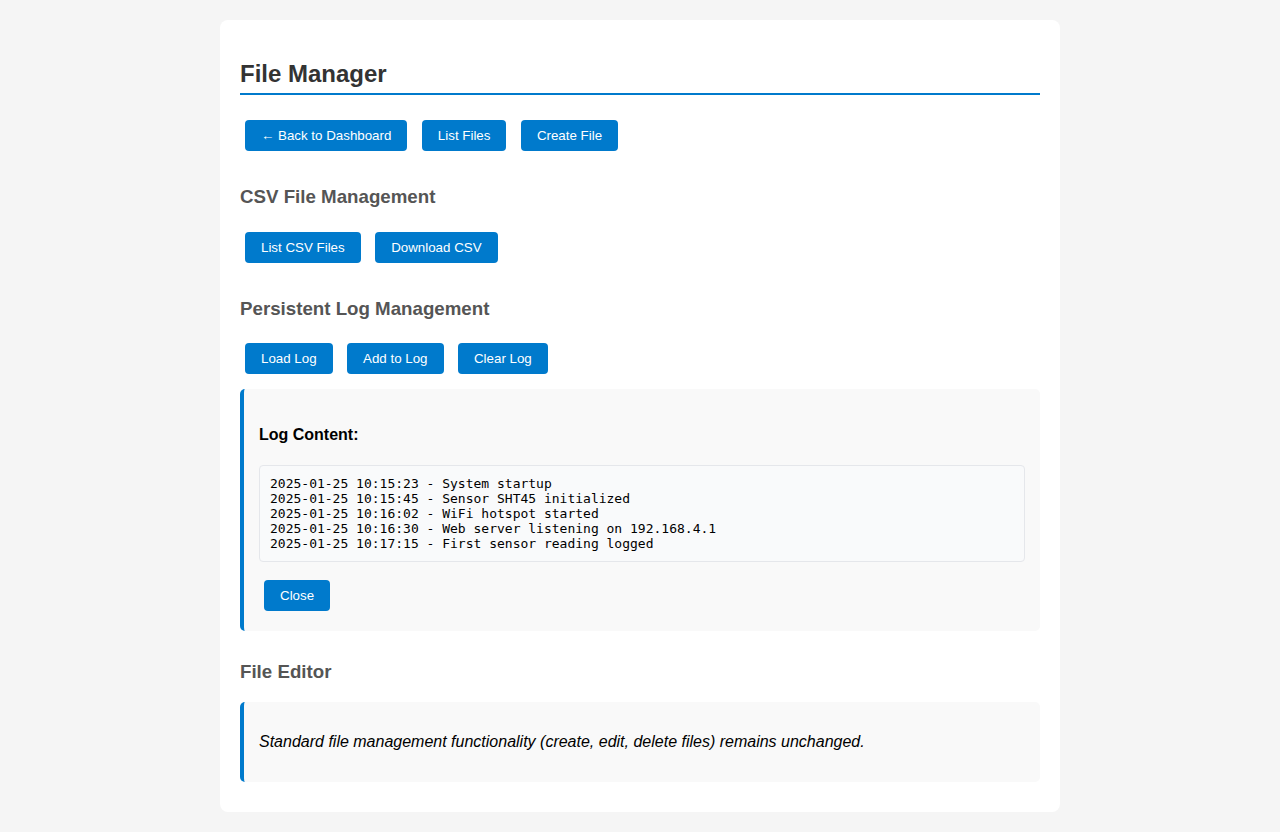 File Manager
← Back to Dashboard List Files Create File
CSV File Management
List CSV Files Download CSV
Persistent Log Management
Load Log Add to Log Clear Log
Log Content:
2025-01-25 10:15:23 - System startup
2025-01-25 10:15:45 - Sensor SHT45 initialized
2025-01-25 10:16:02 - WiFi hotspot started
2025-01-25 10:16:30 - Web server listening on 192.168.4.1
2025-01-25 10:17:15 - First sensor reading logged
Close
File Editor
Standard file management functionality (create, edit, delete files) remains unchanged.